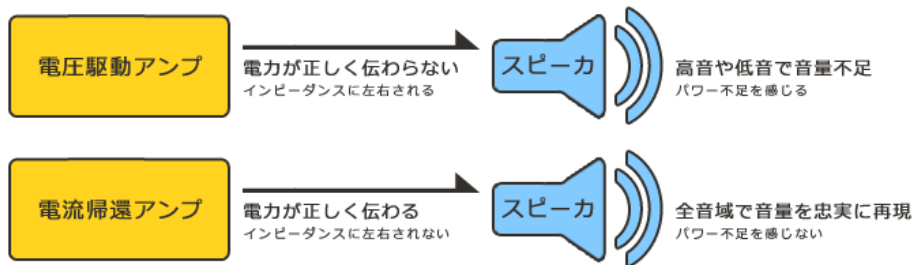 電圧駆動アンプ
電力が正しく伝わらない
インピーダンスに左右される
スピーカ
高音や低音で音量不足
パワー不足を感じる
電流帰還アンプ
電力が正しく伝わる
インピーダンスに左右されない
スピーカ
全音域で音量を忠実に再現
パワー不足を感じない